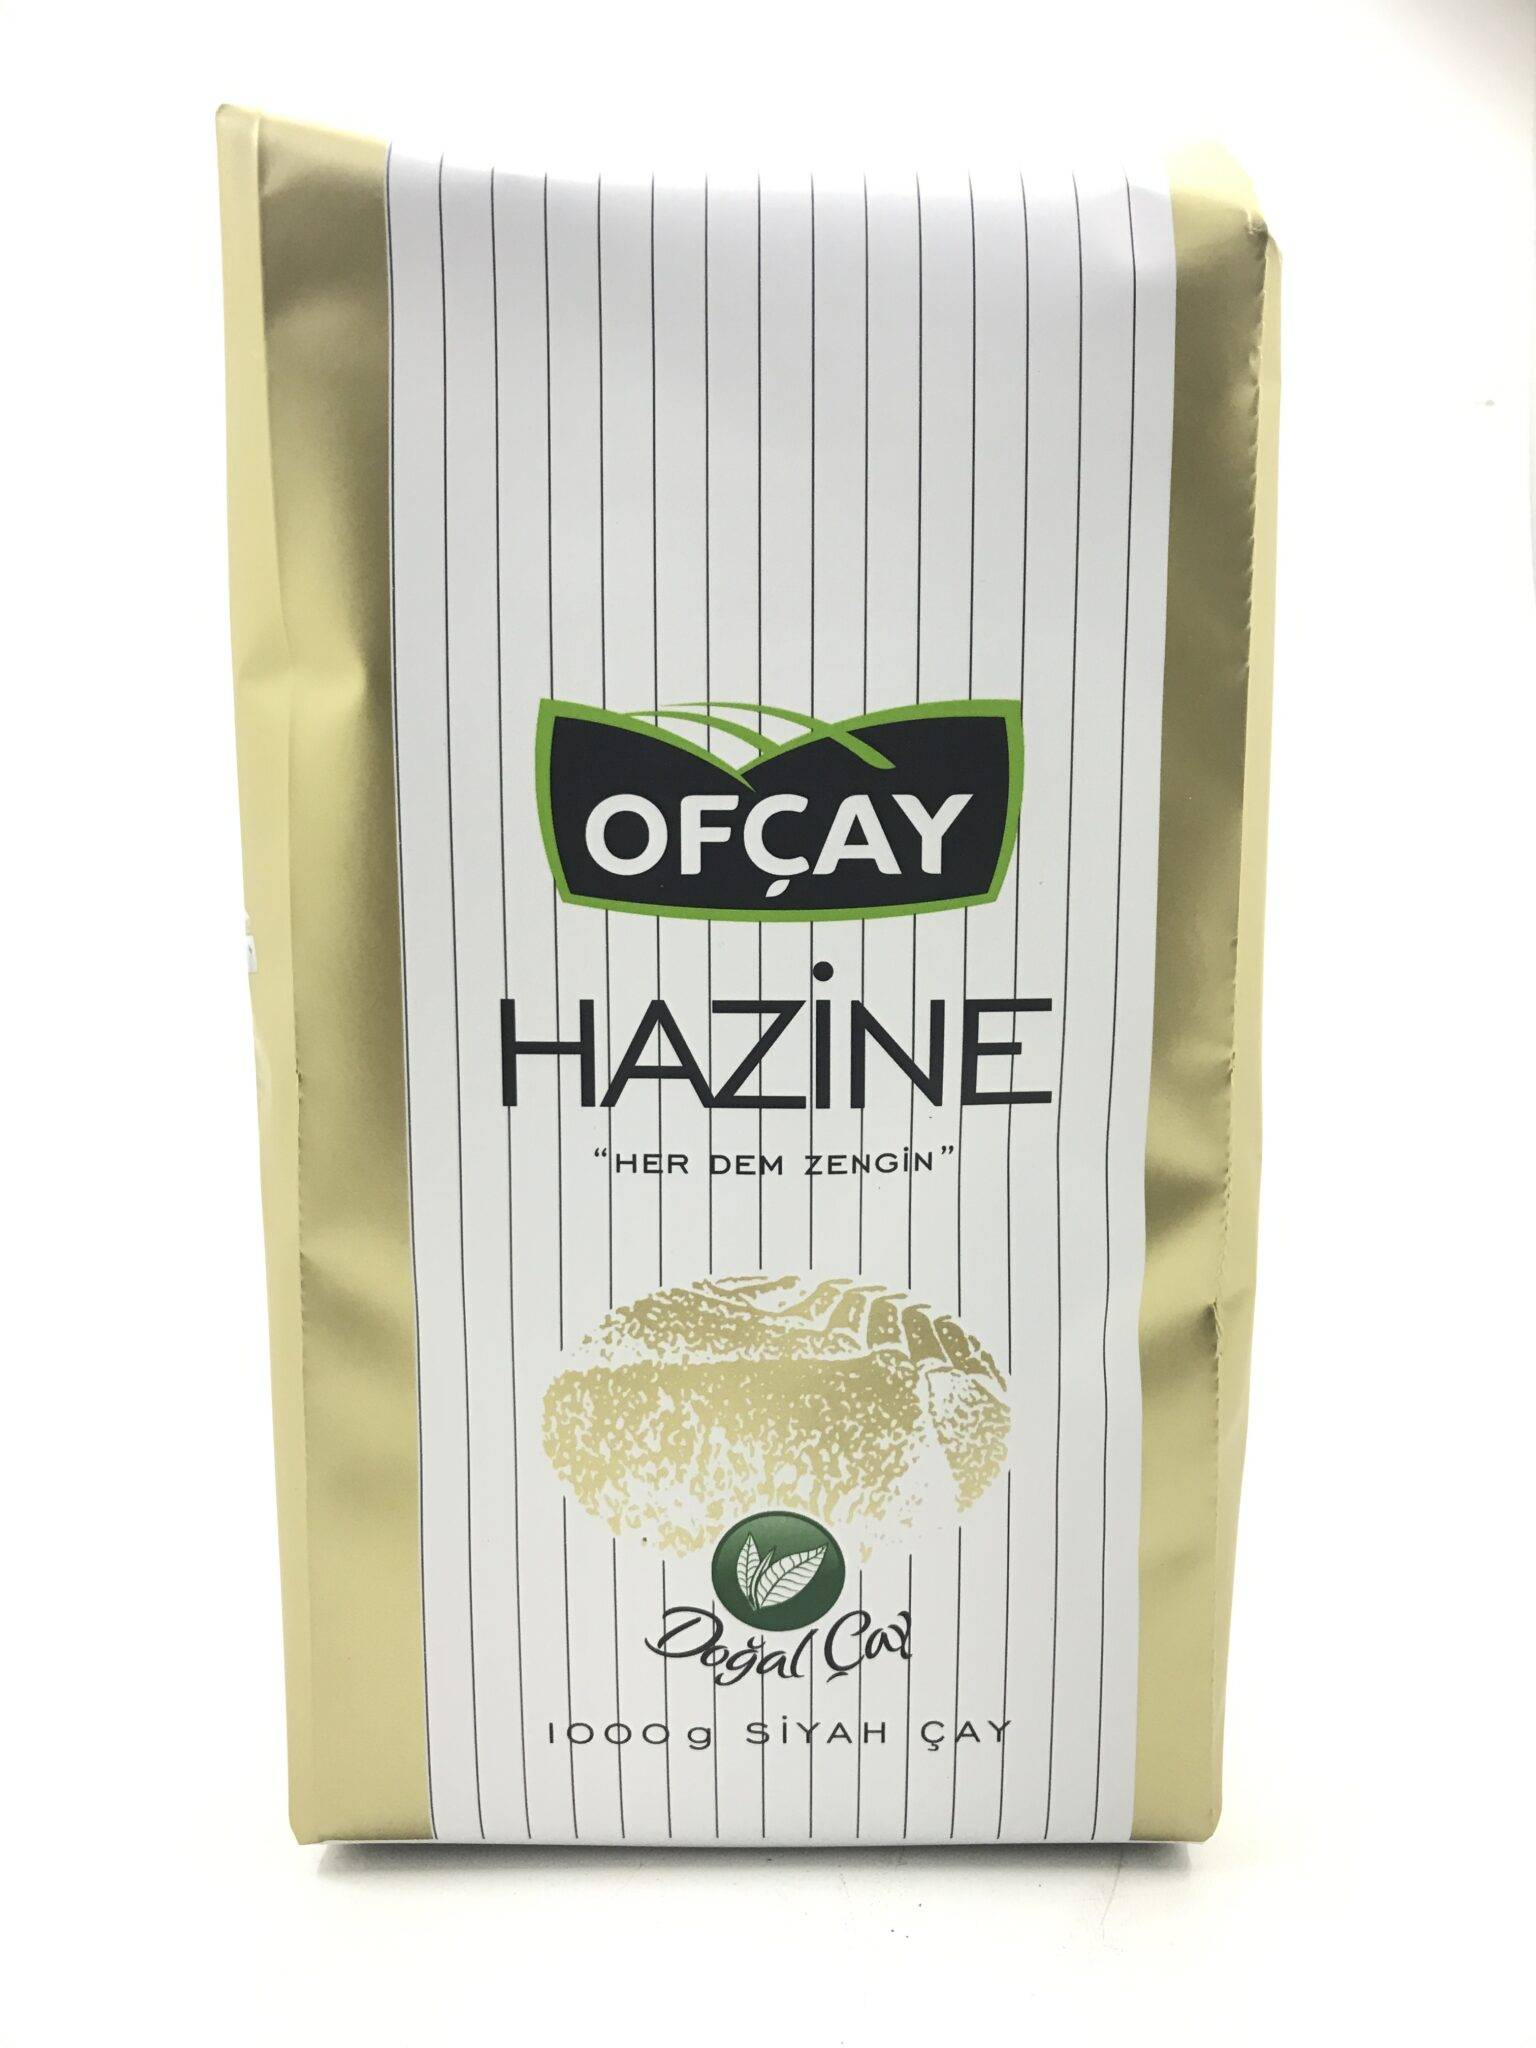 OFÇAY
HAZİNE
“HER DEM ZENGİN”
Doğal Çay
1000g SİYAH ÇAY